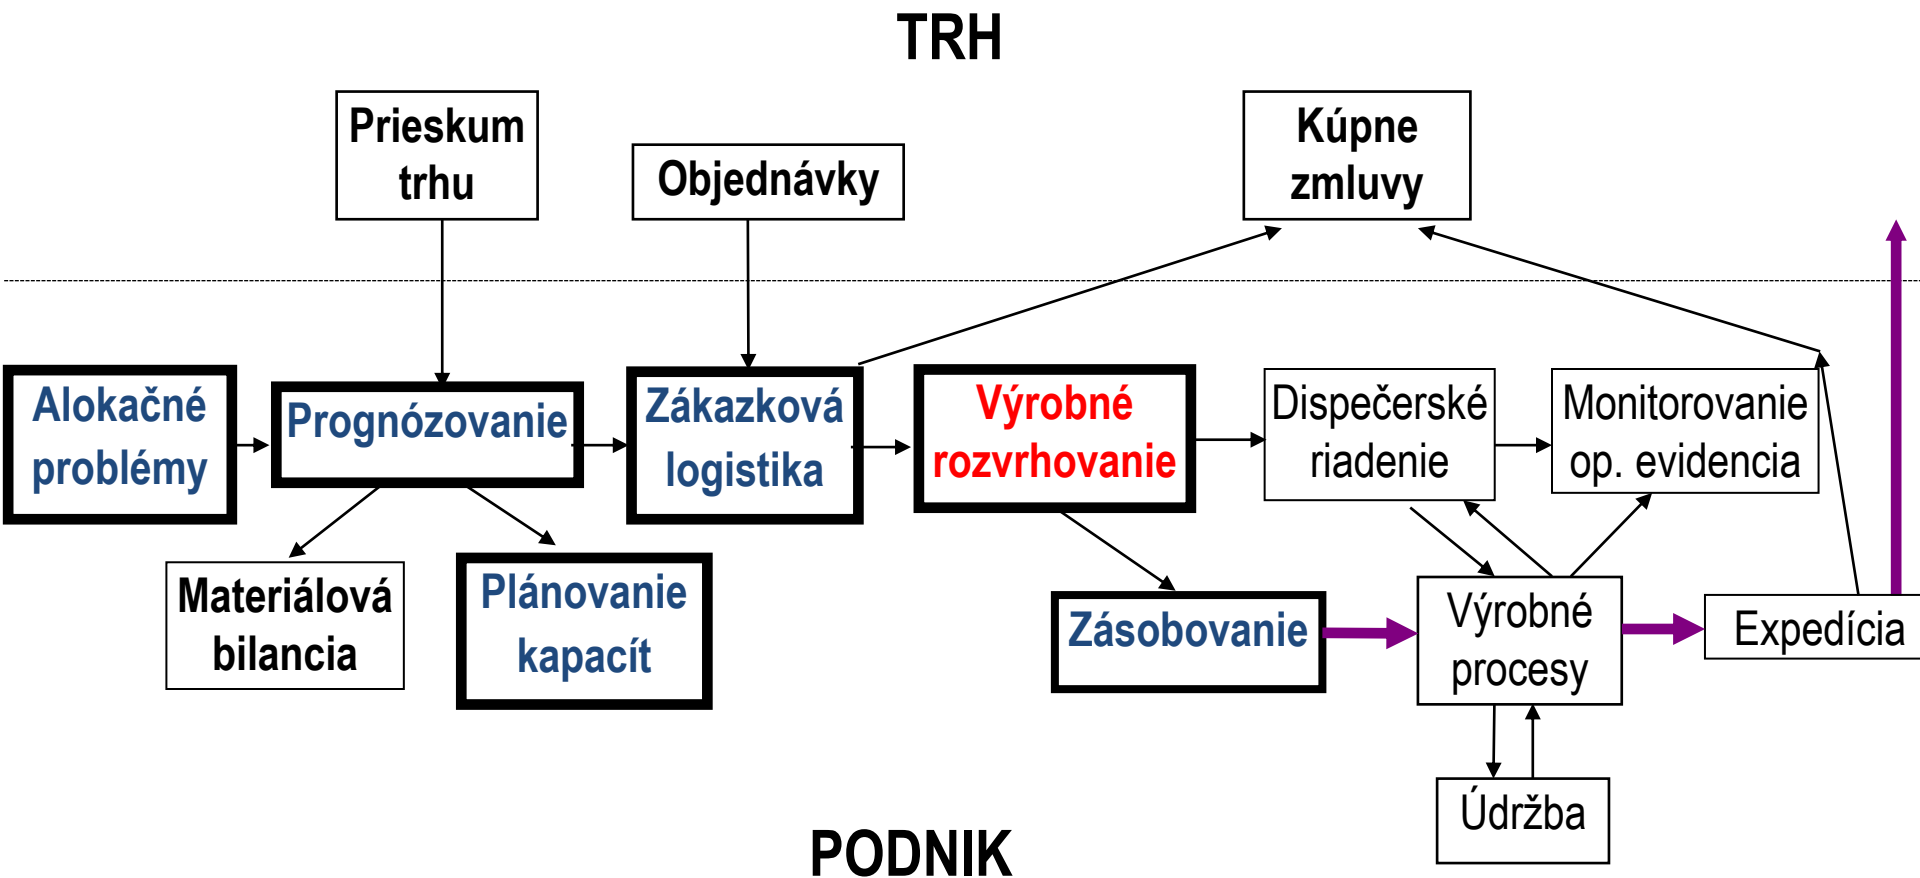 TRH
Prieskum
trhu
Objednávky
Kúpne
zmluvy
Alokačné
problémy
Prognózovanie
Zákazková
logistika
Výrobné
rozvrhovanie
Dispečerské
riadenie
Monitorovanie
op. evidencia
Materiálová
bilancia
Plánovanie
kapacít
Zásobovanie
Výrobné
procesy
Expedícia
Údržba
PODNIK